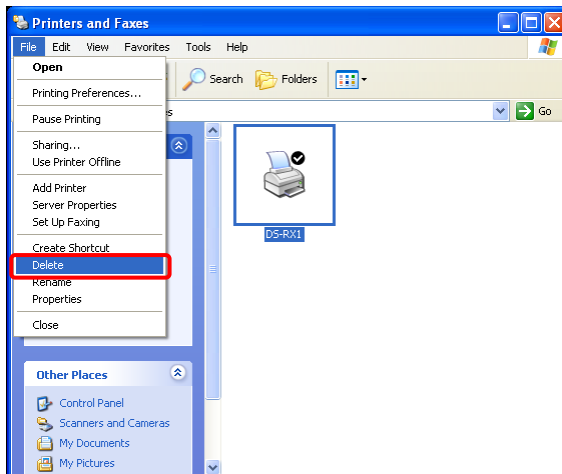 Printers and Faxes
File Edit View Favorites Tools Help
Open
Printing Preferences...
Pause Printing
Sharing...
Use Printer Offline
Add Printer
Server Properties
Set Up Faxing
Create Shortcut
Delete
Rename
Properties
Close
Search Folders
Go
DS-RX1
Other Places
Control Panel
Scanners and Cameras
My Documents
My Pictures